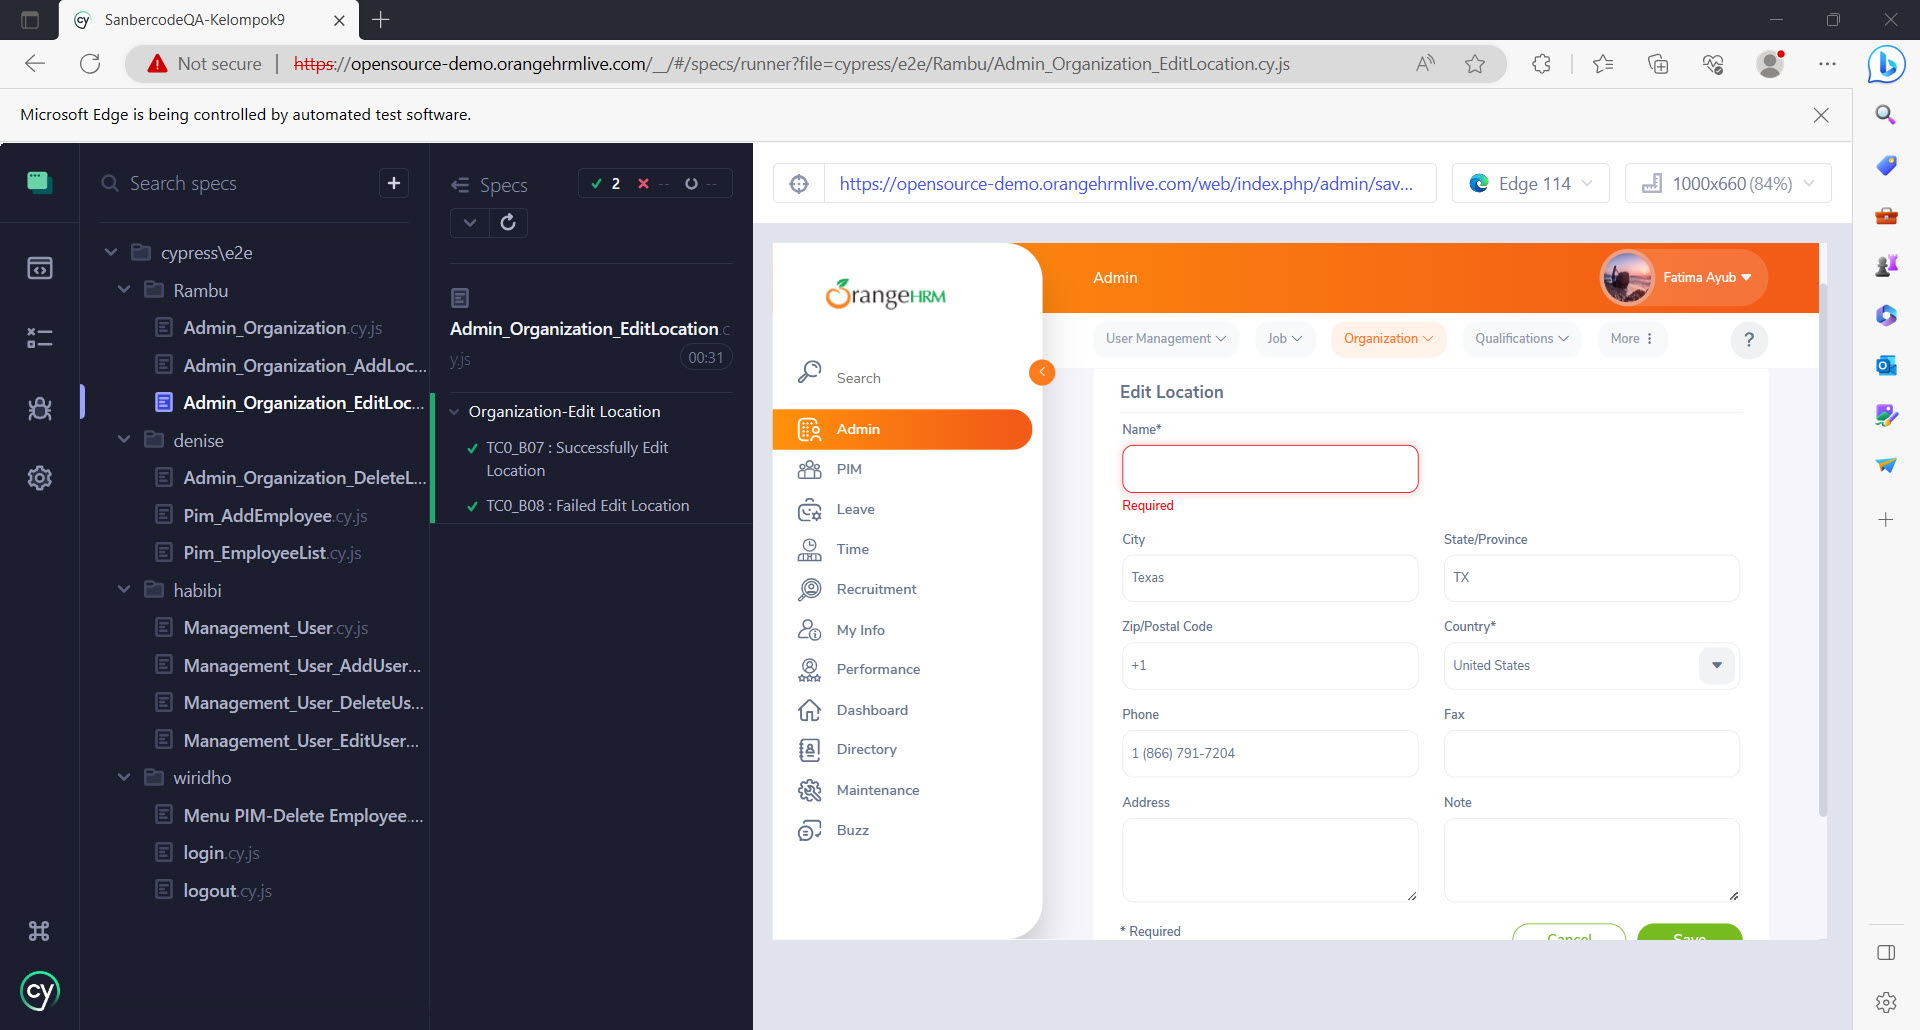 SanbercodeQA-Kelompok9
Not secure
https://opensource-demo.orangehrmlive.com/__/#/specs/runner?file=cypress/e2e/Rambu/Admin_Organization_EditLocation.cy.js
Microsoft Edge is being controlled by automated test software.
Search specs
cypress\e2e
Rambu
Admin_Organization.cy.js
Admin_Organization_AddLoc...
Admin_Organization_EditLoc...
denise
Admin_Organization_DeleteL...
Pim_AddEmployee.cy.js
Pim_EmployeeList.cy.js
habibi
Management_User.cy.js
Management_User_AddUser...
Management_User_DeleteUs...
Management_User_EditUser...
wiridho
Menu PIM-Delete Employee....
login.cy.js
logout.cy.js
cy
Specs
2 -- --
Admin_Organization_EditLocation.c
y.js
00:31
Organization-Edit Location
TC0_B07 : Successfully Edit
Location
TC0_B08 : Failed Edit Location
https://opensource-demo.orangehrmlive.com/web/index.php/admin/sav...
Edge 114
1000x660 (84%)
OrangeHRM
Search
Admin
PIM
Leave
Time
Recruitment
My Info
Performance
Dashboard
Directory
Maintenance
Buzz
Admin
Fatima Ayub
User Management
Job
Organization
Qualifications
More
?
Edit Location
Name*
Required
City
State/Province
Texas
TX
Zip/Postal Code
Country*
+1
United States
Phone
Fax
1 (866) 791-7204
Address
Note
* Required
Cancel
Save